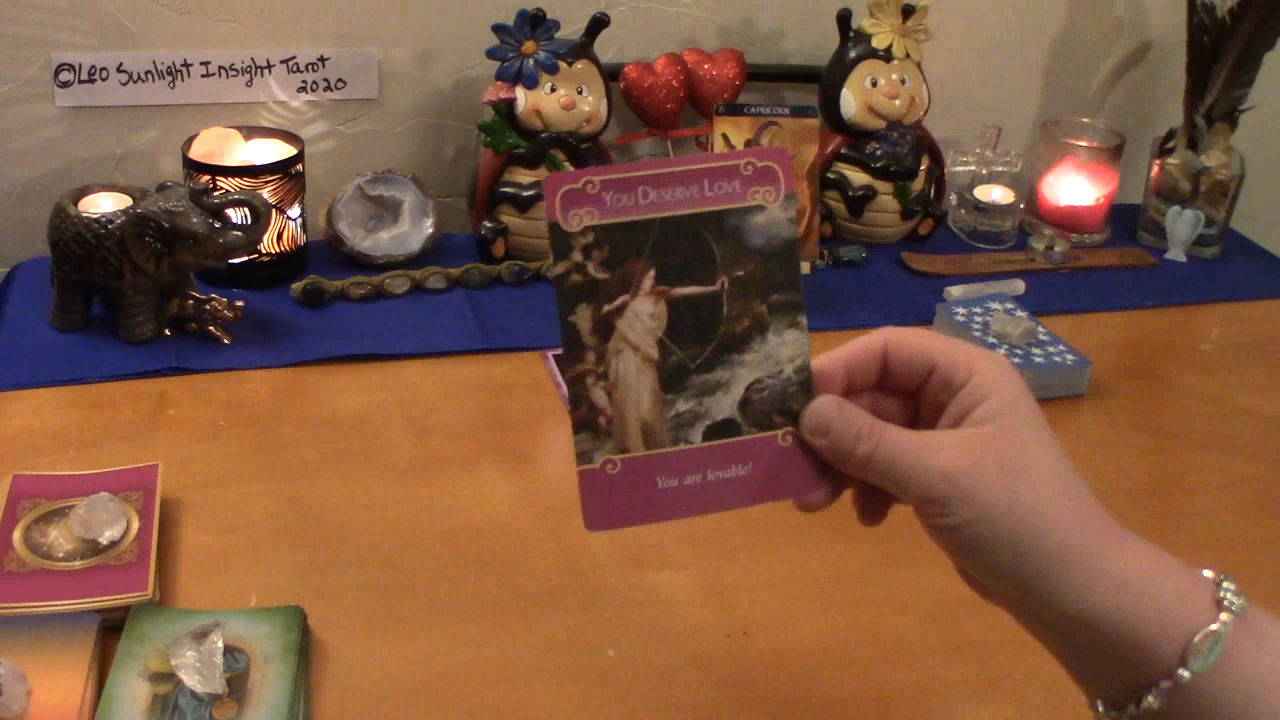 ©Leo Sunlight Insight Tarot
2020
CAPRICORN
You Deserve Love
You are lovable!